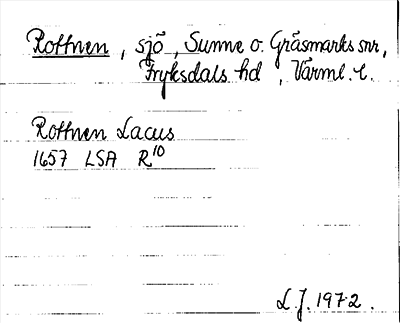 Rottnen, sjö, Sunne o. Gräsmarks snr,
Fryksdals hd, Värml. l.
Rottnen Lacus
1657 LSA R10
L.J. 1972.